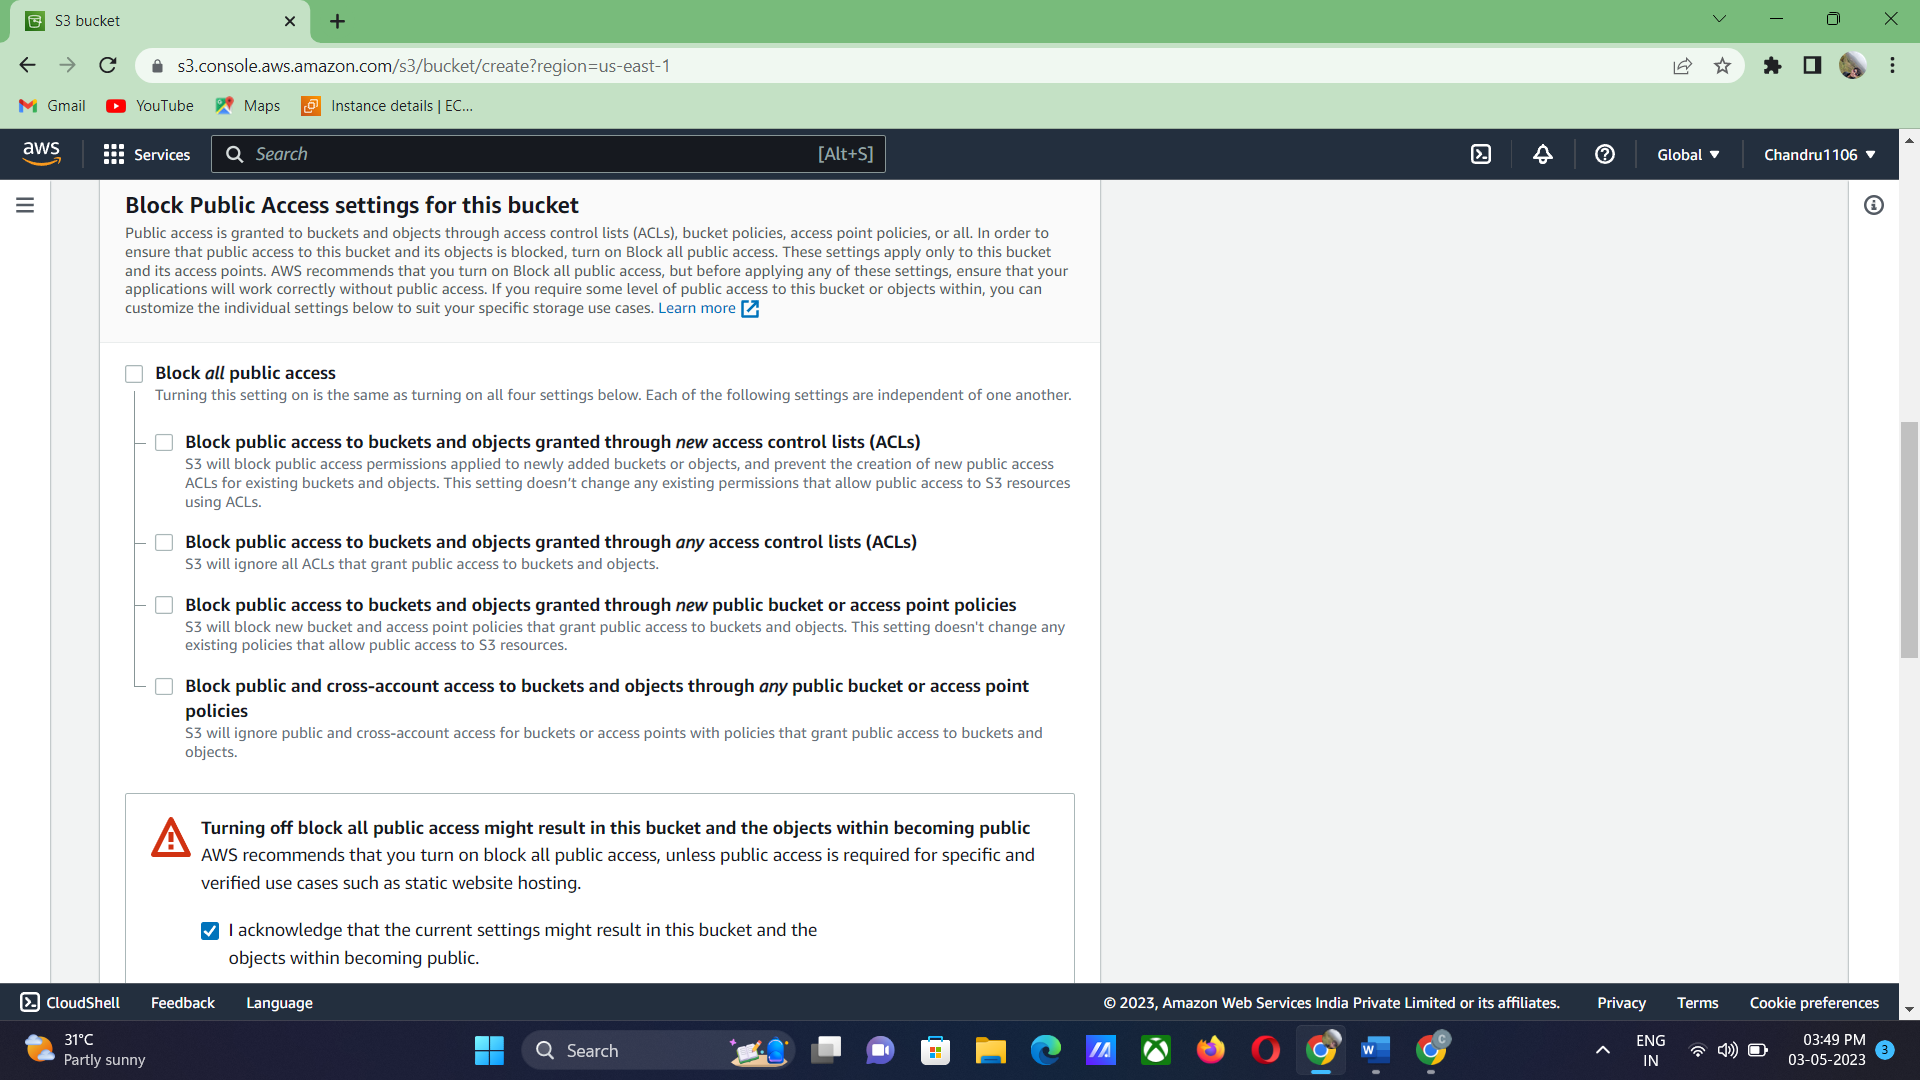 S3 bucket
s3.console.aws.amazon.com/s3/bucket/create?region=us-east-1
Gmail YouTube Maps Instance details | EC...
aws Services Search [Alt+S] Global Chandru1106
Block Public Access settings for this bucket
Public access is granted to buckets and objects through access control lists (ACLs), bucket policies, access point policies, or all. In order to
ensure that public access to this bucket and its objects is blocked, turn on Block all public access. These settings apply only to this bucket
and its access points. AWS recommends that you turn on Block all public access, but before applying any of these settings, ensure that your
applications will work correctly without public access. If you require some level of public access to this bucket or objects within, you can
customize the individual settings below to suit your specific storage use cases. Learn more
Block all public access
Turning this setting on is the same as turning on all four settings below. Each of the following settings are independent of one another.
Block public access to buckets and objects granted through new access control lists (ACLs)
S3 will block public access permissions applied to newly added buckets or objects, and prevent the creation of new public access
ACLs for existing buckets and objects. This setting doesn't change any existing permissions that allow public access to S3 resources
using ACLs.
Block public access to buckets and objects granted through any access control lists (ACLs)
S3 will ignore all ACLs that grant public access to buckets and objects.
Block public access to buckets and objects granted through new public bucket or access point policies
S3 will block new bucket and access point policies that grant public access to buckets and objects. This setting doesn't change any
existing policies that allow public access to S3 resources.
Block public and cross-account access to buckets and objects through any public bucket or access point
policies
S3 will ignore public and cross-account access for buckets or access points with policies that grant public access to buckets and
objects.
Turning off block all public access might result in this bucket and the objects within becoming public
AWS recommends that you turn on block all public access, unless public access is required for specific and
verified use cases such as static website hosting.
I acknowledge that the current settings might result in this bucket and the
objects within becoming public.
CloudShell Feedback Language © 2023, Amazon Web Services India Private Limited or its affiliates. Privacy Terms Cookie preferences
31°C
Partly sunny
Search
ENG
IN
03:49 PM
03-05-2023
3